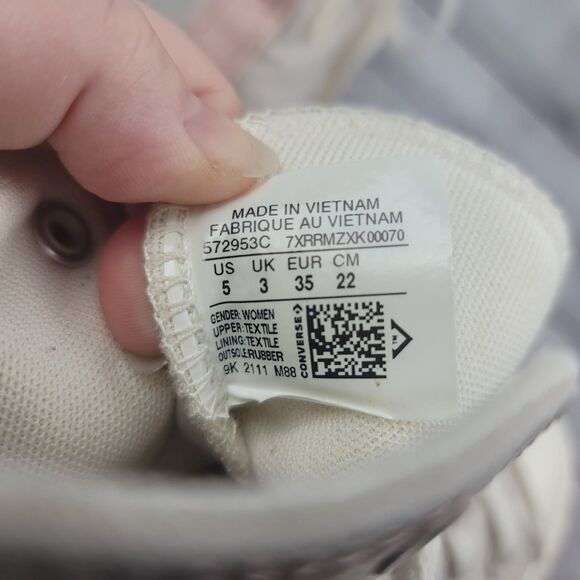 MADE IN VIETNAM
FABRIQUE AU VIETNAM
572953C 7XRRMZXK00070
US UK EUR CM
5 3 35 22
GENDER:WOMEN
UPPER:TEXTILE
LINING:TEXTILE
OUTSOLE:RUBBER
9K 2111 M88
CONVERSE
TM